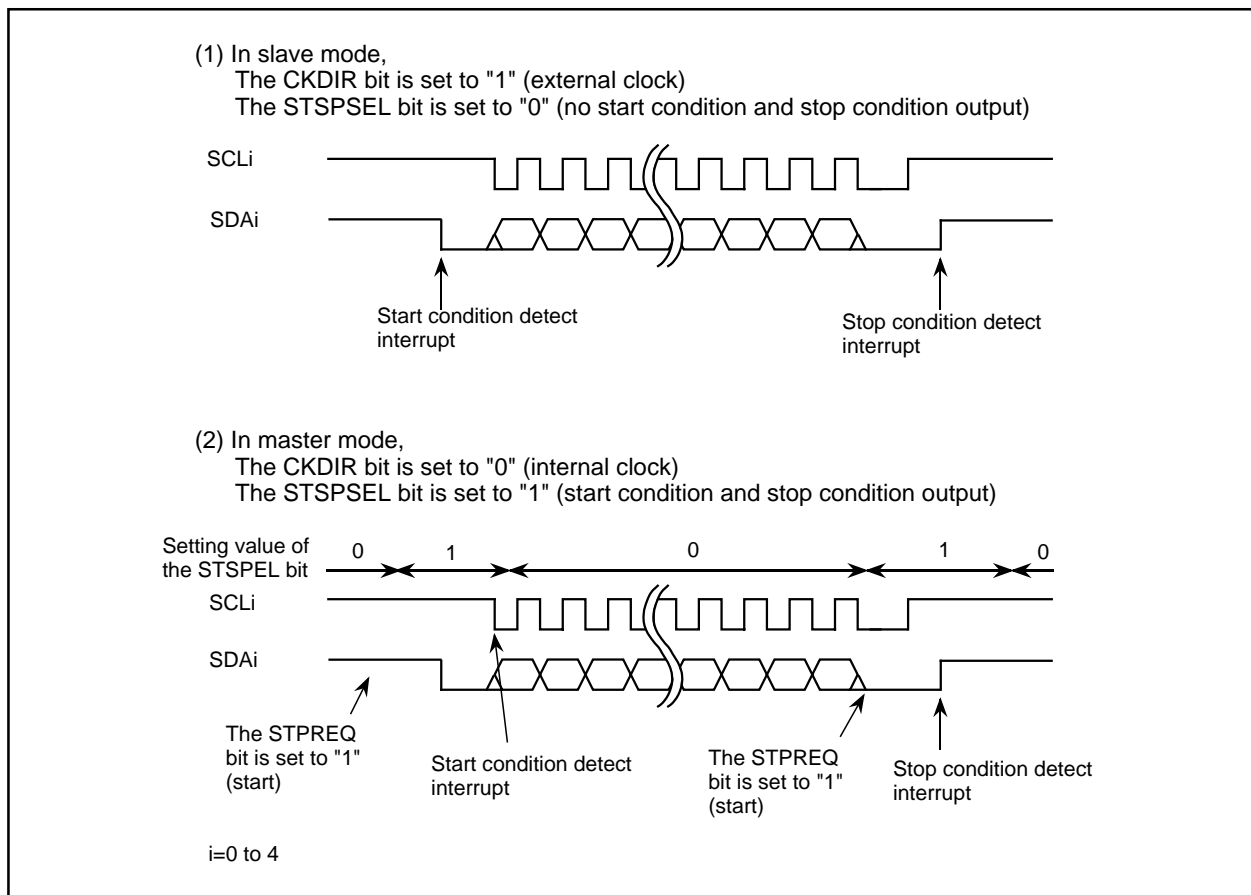 (1) In slave mode,
The CKDIR bit is set to "1" (external clock)
The STSPSEL bit is set to "0" (no start condition and stop condition output)
SCLi
SDAi
Start condition detect
interrupt
Stop condition detect
interrupt
(2) In master mode,
The CKDIR bit is set to "0" (internal clock)
The STSPSEL bit is set to "1" (start condition and stop condition output)
Setting value of
the STSPEL bit
0 1 0 1 0
SCLi
SDAi
The STPREQ
bit is set to "1"
(start)
Start condition detect
interrupt
The STPREQ
bit is set to "1"
(start)
Stop condition detect
interrupt
i=0 to 4